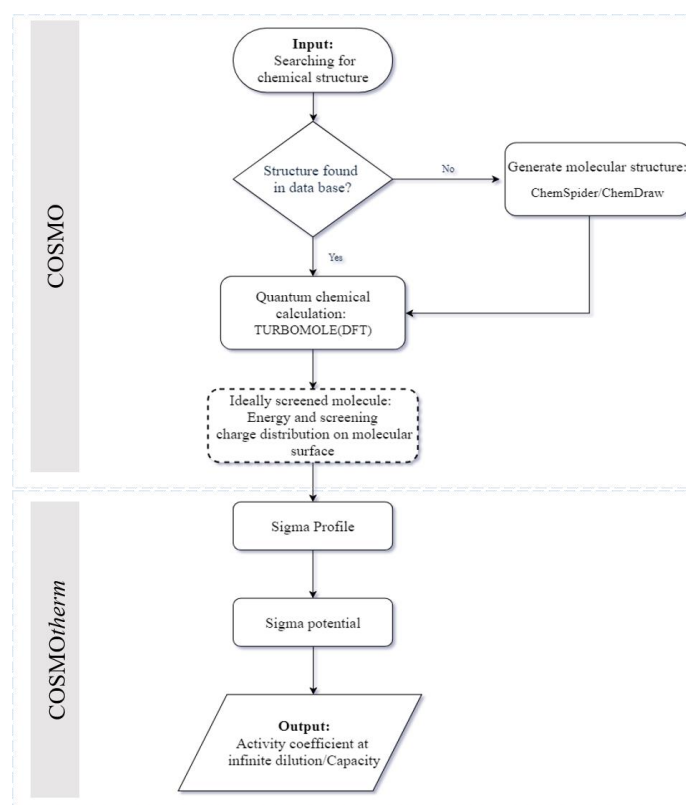 COSMO
Input:
Searching for
chemical structure
Structure found
in data base?
No
Generate molecular structure:
ChemSpider/ChemDraw
Yes
Quantum chemical
calculation:
TURBOMOLE(DFT)
Ideally screened molecule:
Energy and screening
charge distribution on molecular
surface
COSMOtherm
Sigma Profile
Sigma potential
Output:
Activity coefficient at
infinite dilution/Capacity